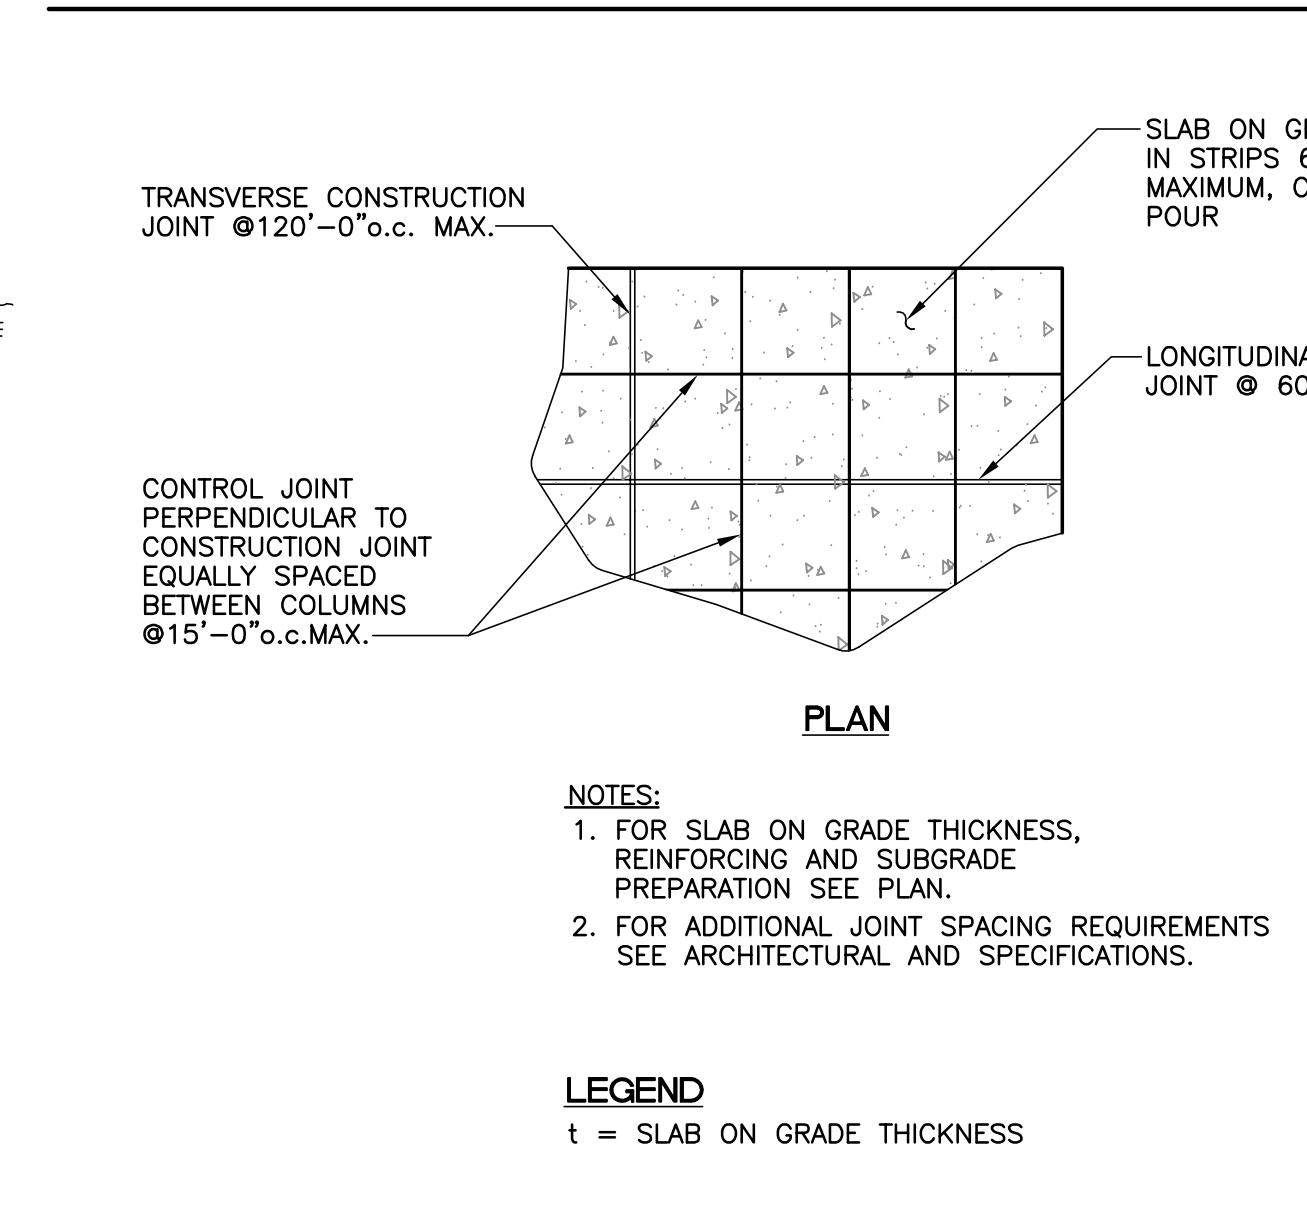 TRANSVERSE CONSTRUCTION
JOINT @120'-0"o.c. MAX.
SLAB ON
IN STRIPS
MAXIMUM,
POUR
JOINT @
CONTROL JOINT
PERPENDICULAR TO
CONSTRUCTION JOINT
EQUALLY SPACED
BETWEEN COLUMNS
@15'-0"o.c.MAX.
PLAN
NOTES:
1. FOR SLAB ON GRADE THICKNESS,
REINFORCING AND SUBGRADE
PREPARATION SEE PLAN.
2. FOR ADDITIONAL JOINT SPACING REQUIREMENTS
SEE ARCHITECTURAL AND SPECIFICATIONS.
LEGEND
t = SLAB ON GRADE THICKNESS